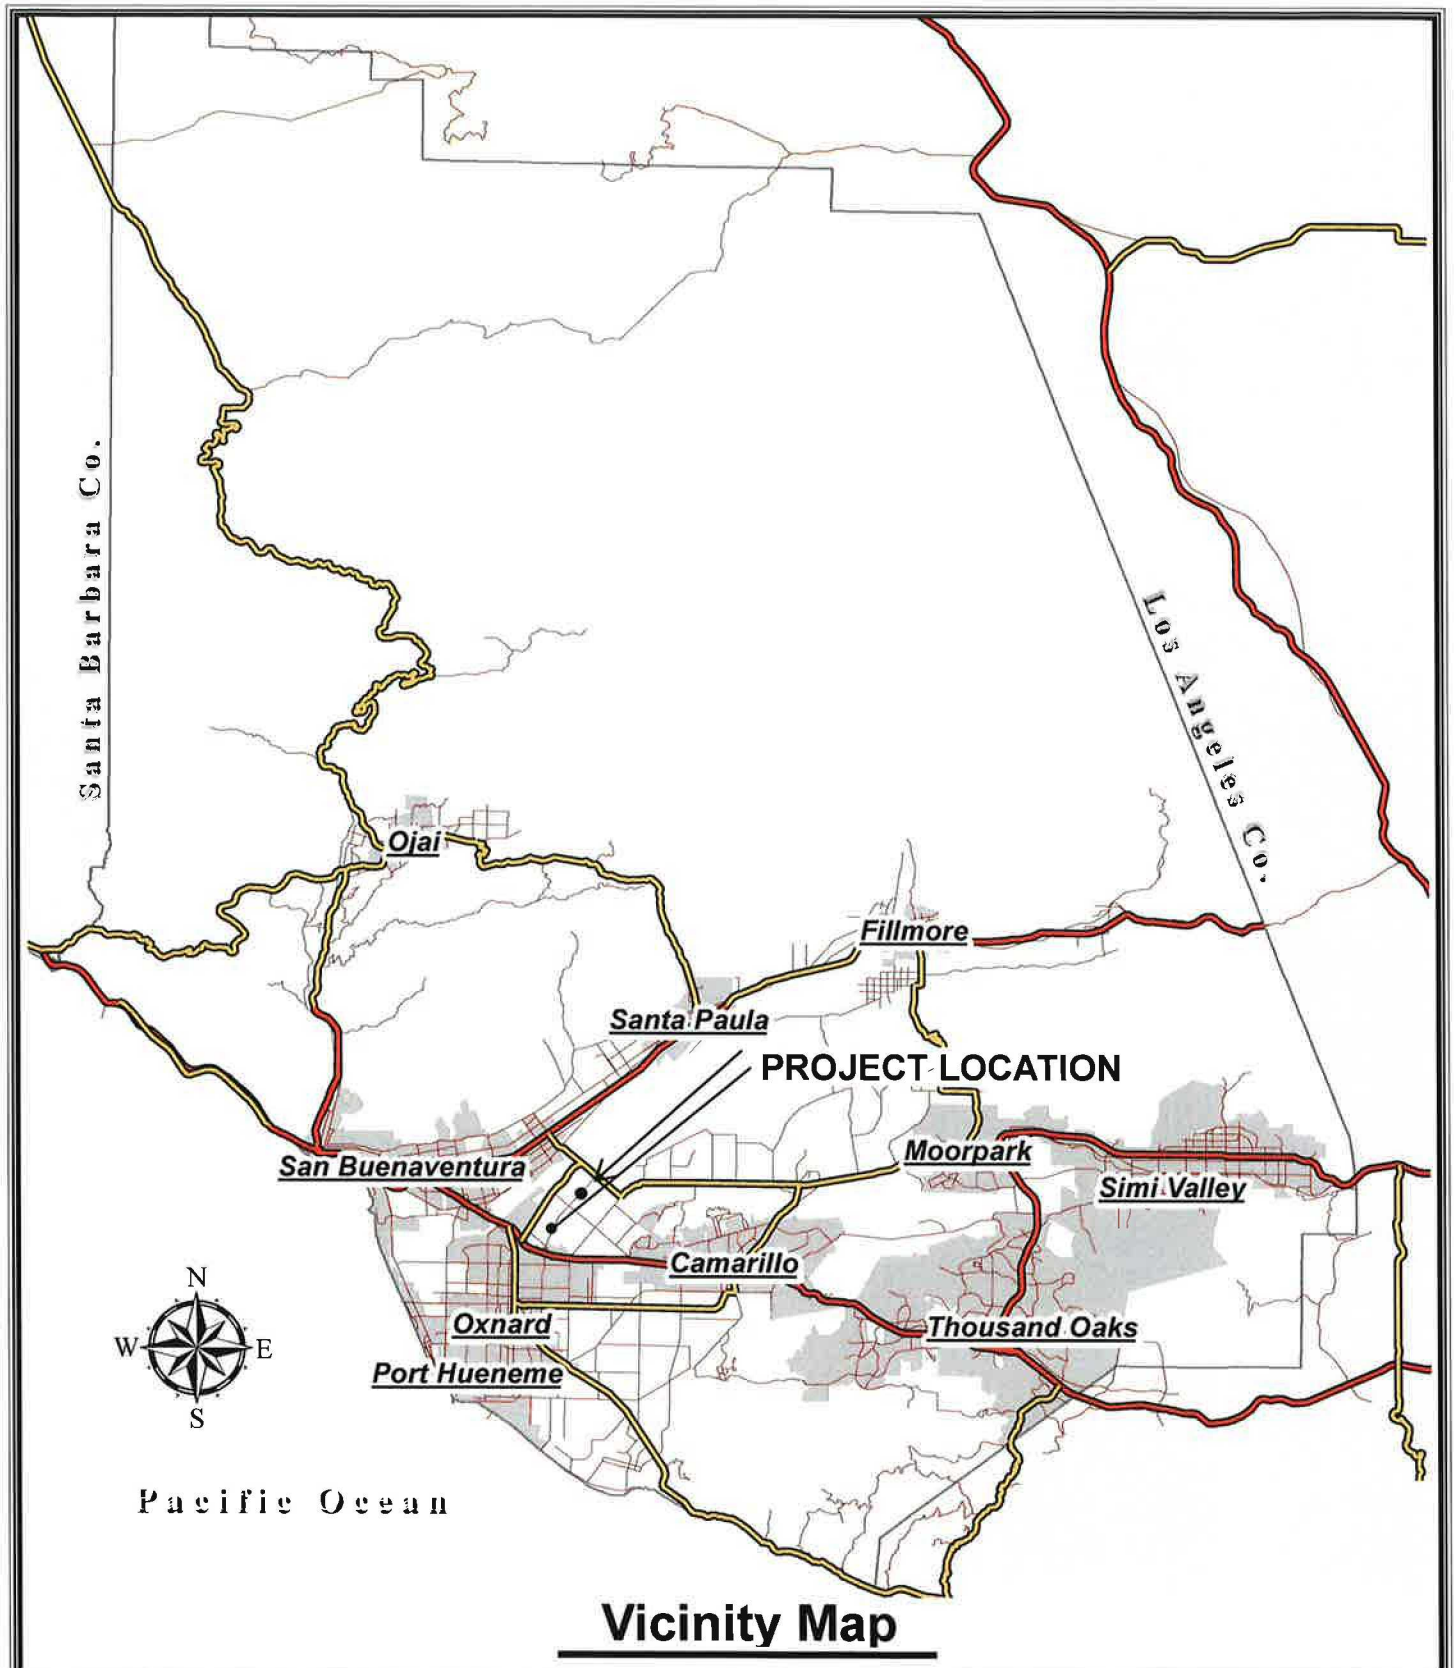 Santa Barbara Co.
Los Angeles Co.
Ojai
Fillmore
Santa Paula
PROJECT LOCATION
Moorpark
San Buenaventura
Simi Valley
Camarillo
Oxnard
Thousand Oaks
Port Hueneme
N
W
E
S
Pacific Ocean
Vicinity Map